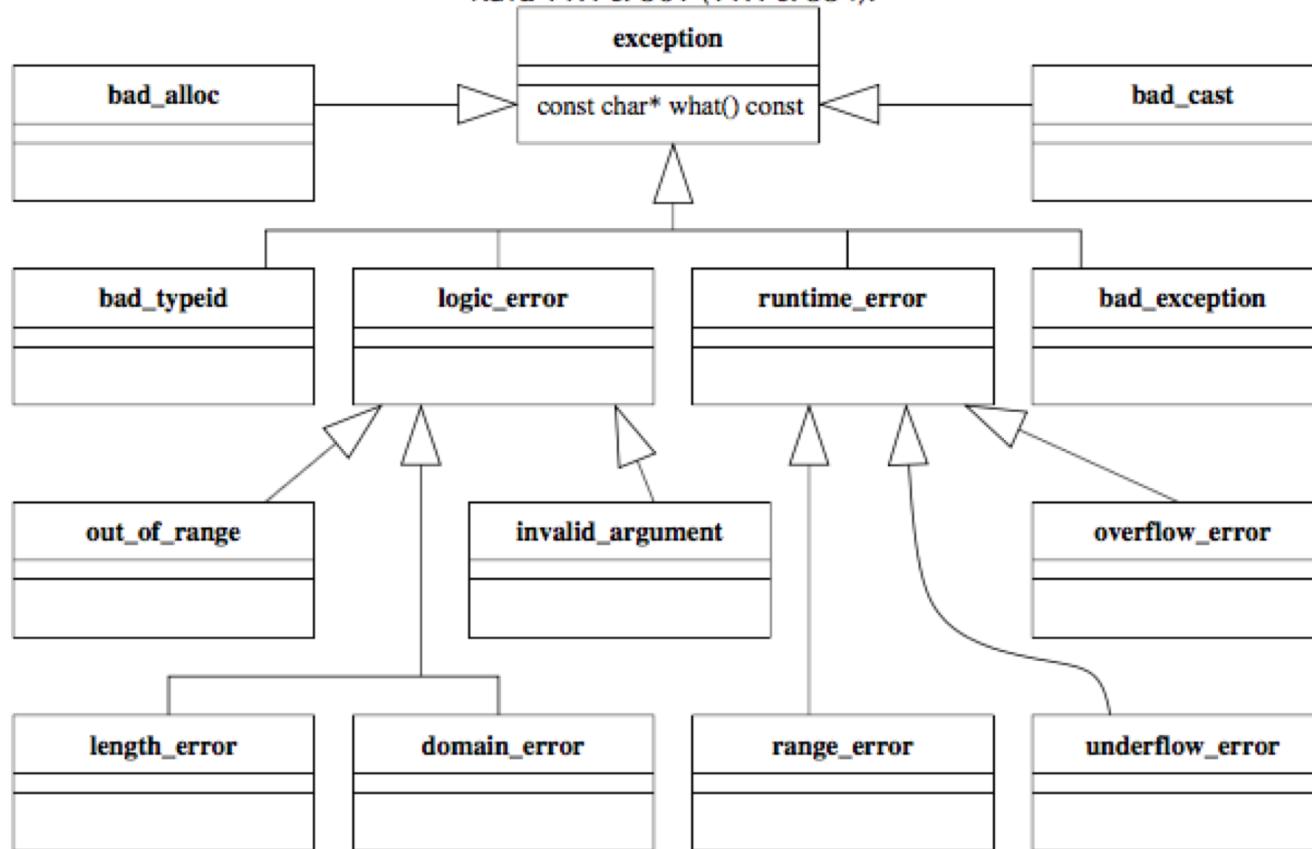 exception
bad_alloc
const char* what() const
bad_cast
bad_typeid
logic_error
runtime_error
bad_exception
out_of_range
invalid_argument
overflow_error
length_error
domain_error
range_error
underflow_error